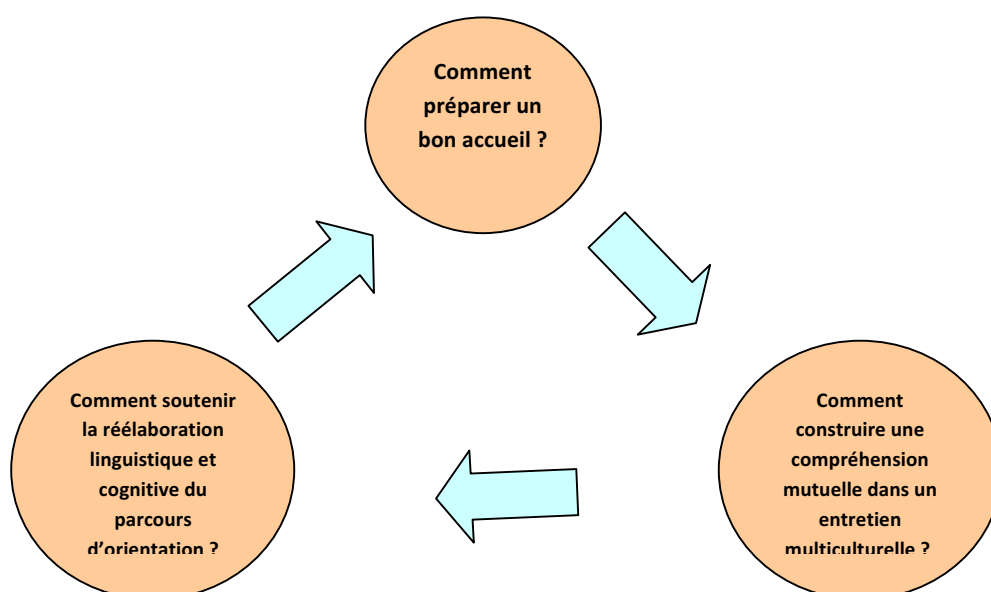 Comment
préparer un
bon accueil ?
Comment soutenir
la réélaboration
linguistique et
cognitive du
parcours
d’orientation ?
Comment
construire une
compréhension
mutuelle dans un
entretien
multiculturelle ?